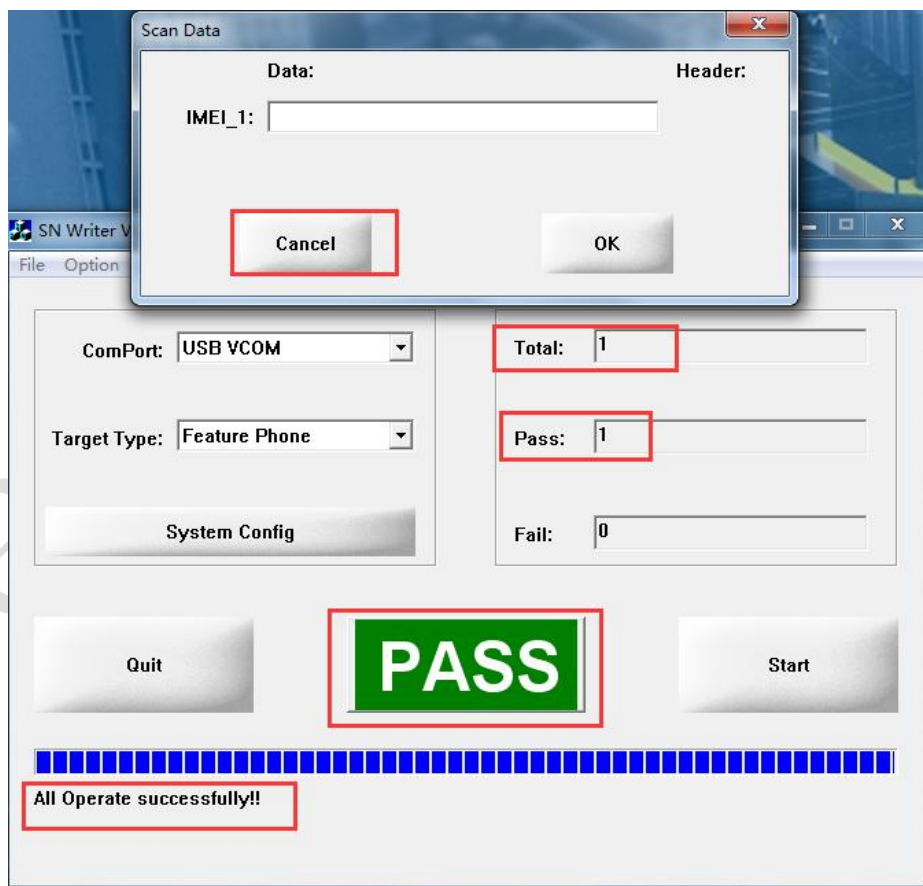 Scan Data
Data: Header:
IMEI_1:
Cancel OK
SN Writer V
File Option
ComPort: USB VCOM Total: 1
Target Type: Feature Phone Pass: 1
System Config Fail: 0
Quit PASS Start
All Operate successfully!!